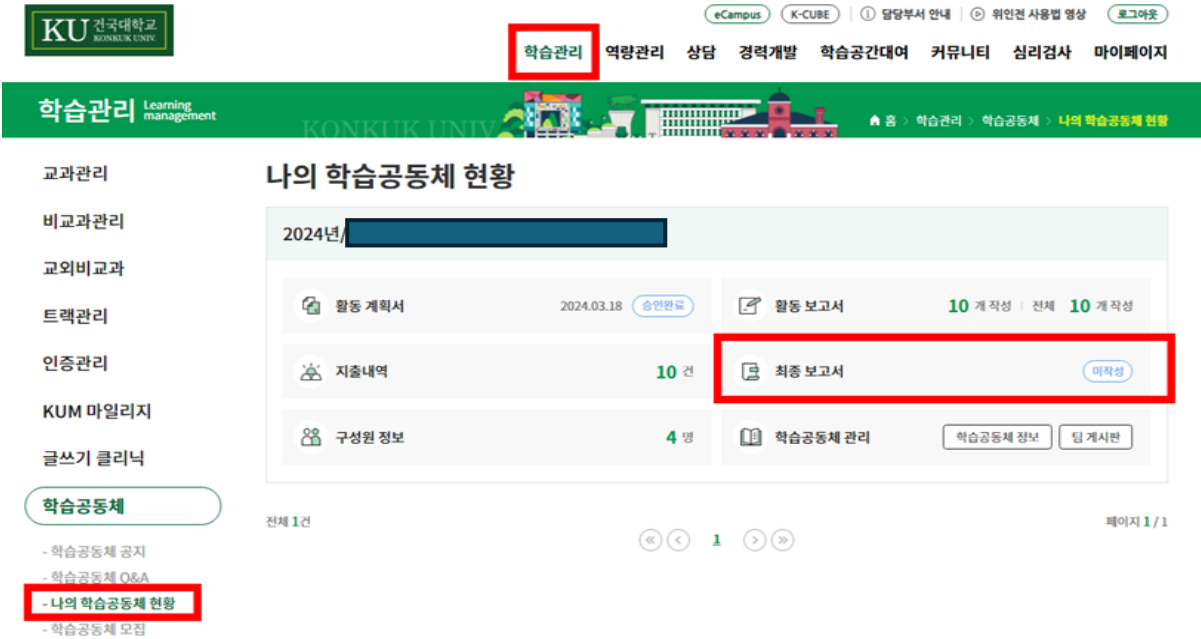 KU 건국대학교
KONKUK UNIV.
eCampus K-CUBE 담당부서 안내 위인전 사용법 영상 로그아웃
학습관리 역량관리 상담 경력개발 학습공간대여 커뮤니티 심리검사 마이페이지
학습관리 Learning management
KONKUK UNIV
홈 > 학습관리 > 학습공동체 > 나의 학습공동체 현황
교과관리
비교과관리
교외비교과
트랙관리
인증관리
KUM 마일리지
글쓰기 클리닉
학습공동체
- 학습공동체 공지
- 학습공동체 Q&A
- 나의 학습공동체 현황
- 학습공동체 모집
나의 학습공동체 현황
2024년/
활동 계획서 2024.03.18 승인완료
활동 보고서 10 개 작성 | 전체 10 개 작성
지출내역 10 건
최종 보고서 미작성
구성원 정보 4 명
학습공동체 관리 학습공동체 정보 팀 게시판
전체 1건
« < 1 > »
페이지 1 / 1